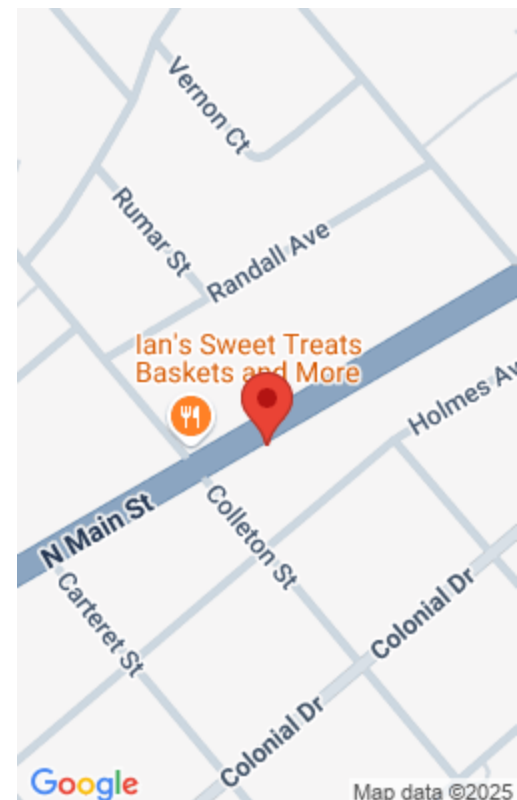 Vernon Ct
Rumar St
Randall Ave
Ian's Sweet Treats
Baskets and More
Holmes Av
N Main St
Colleton St
Carteret St
Colonial Dr
Colonial Dr
Google
Map data ©2025